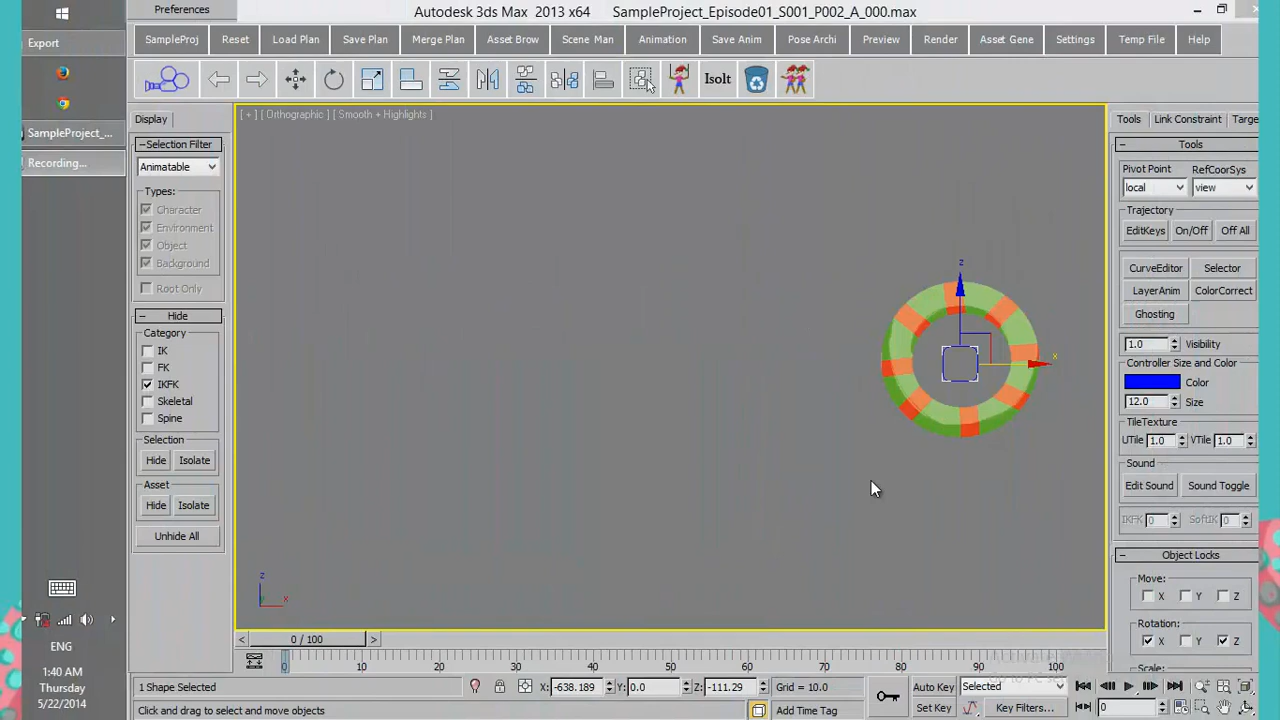 Preferences
Autodesk 3ds Max 2013 x64    SampleProject_Episode01_S001_P002_A_000.max
Export
SampleProj Reset Load Plan Save Plan Merge Plan Asset Brow Scene Man Animation Save Anim Pose Archi Preview Render Asset Gene Settings Temp File Help
Isolt
SampleProject_...
Recording...
Display
Selection Filter
Animatable
Types:
Character
Environment
Object
Background
Root Only
Hide
Category
IK
FK
IKFK
Skeletal
Spine
Selection
Hide Isolate
Asset
Hide Isolate
Unhide All
[ + ] [ Orthographic ] [ Smooth + Highlights ]
z
x
z
x
Tools Link Constraint Targe
Tools
Pivot Point RefCoorSys
local view
Trajectory
EditKeys On/Off Off All
CurveEditor Selector
LayerAnim ColorCorrect
Ghosting
1.0 Visibility
Controller Size and Color
Color
12.0 Size
TileTexture
UTile 1.0 VTile 1.0
Sound
Edit Sound Sound Toggle
IKFK 0 SoftIK 0
Object Locks
Move: X Y Z
Rotation: X Y Z
Scale:
< 0 / 100 >
0 10 20 30 40 50 60 70 80 90 100
1 Shape Selected X: -638.189 Y: 0.0 Z: -111.29 Grid = 10.0 Auto Key Selected
Click and drag to select and move objects Add Time Tag Set Key Key Filters... 0
ENG
1:40 AM
Thursday
5/22/2014